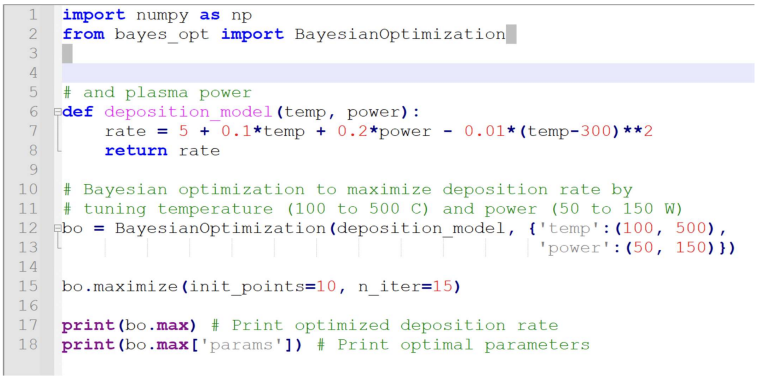 1 import numpy as np
2 from bayes_opt import BayesianOptimization
3
4
5 # and plasma power
6 def deposition_model(temp, power):
7     rate = 5 + 0.1*temp + 0.2*power - 0.01*(temp-300)**2
8     return rate
9
10 # Bayesian optimization to maximize deposition rate by
11 # tuning temperature (100 to 500 C) and power (50 to 150 W)
12 bo = BayesianOptimization(deposition_model, {'temp':(100, 500),
13                                              'power':(50, 150)})
14
15 bo.maximize(init_points=10, n_iter=15)
16
17 print(bo.max) # Print optimized deposition rate
18 print(bo.max['params']) # Print optimal parameters